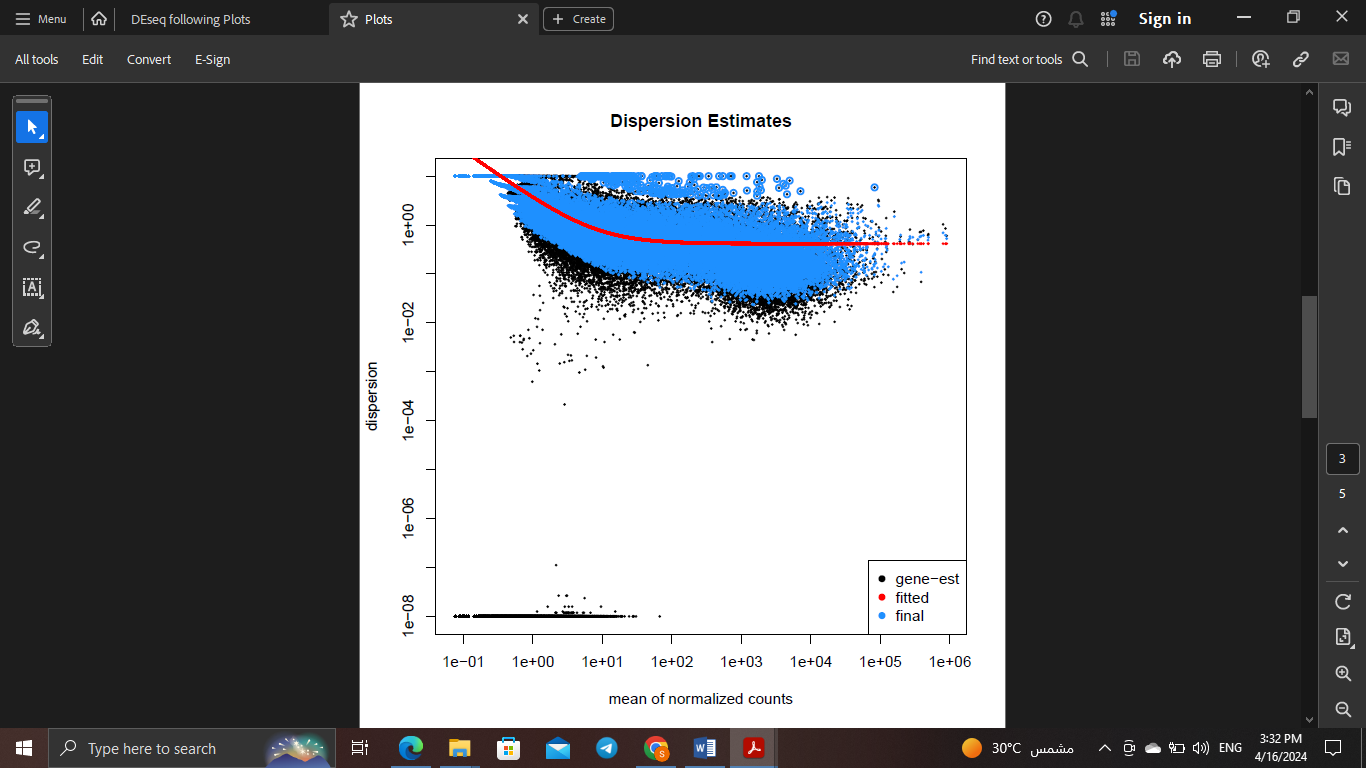 Menu
DEseq following Plots
Plots
Create
Sign in
All tools
Edit
Convert
E-Sign
Find text or tools
Dispersion Estimates
dispersion
1e+00
1e−02
1e−04
1e−06
1e−08
gene−est
fitted
final
1e−01
1e+00
1e+01
1e+02
1e+03
1e+04
1e+05
1e+06
mean of normalized counts
3
5
Type here to search
30°C مشمس
ENG
3:32 PM
4/16/2024